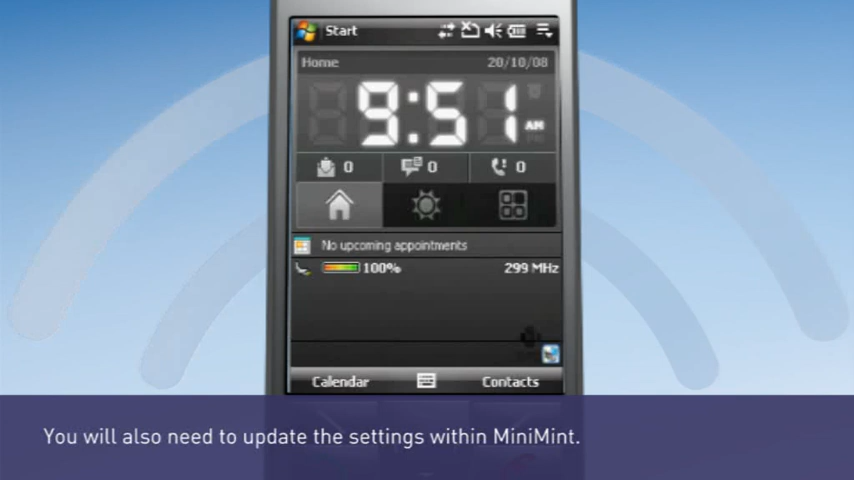 Start
Home 20/10/08
9:51 AM
0 0 0
No upcoming appointments
100% 299 MHz
Calendar Contacts
You will also need to update the settings within MiniMint.